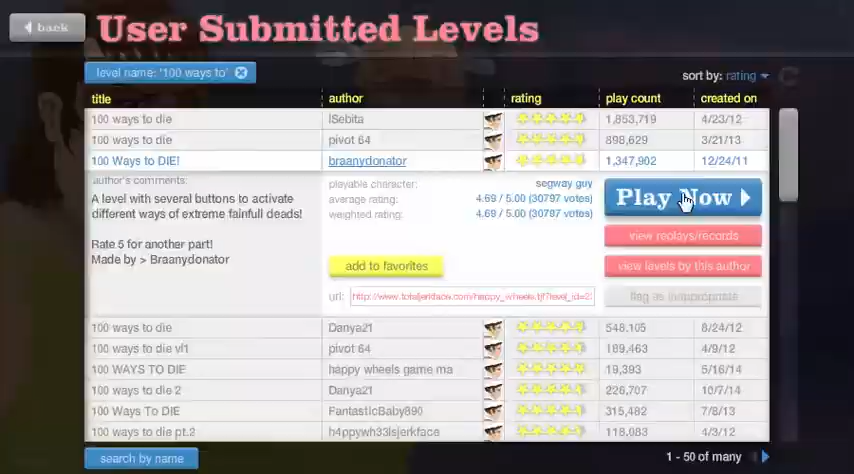 back
User Submitted Levels
level name: '100 ways to'
sort by: rating
title author rating play count created on
100 ways to die lSebita 1,853,719 4/23/12
100 ways to die pivot 64 898,629 3/21/13
100 Ways to DIE! braanydonator 1,347,902 12/24/11
author's comments:
A level with several buttons to activate
different ways of extreme fainfull deads!
Rate 5 for another part!
Made by > Braanydonator
playable character: segway guy
average rating: 4.69 / 5.00 (30797 votes)
weighted rating: 4.69 / 5.00 (30787 votes)
add to favorites
url: http://www.totaljerkface.com/happy_wheels.tjf?level_id=2
Play Now
view replays/records
view levels by this author
flag as inappropriate
100 ways to die Danya21 548,105 8/24/12
100 ways to die vl1 pivot 64 189,463 4/9/12
100 WAYS TO DIE happy wheels game ma 19,393 5/16/14
100 ways to die 2 Danya21 226,707 10/7/14
100 Ways To DIE FantasticBaby890 315,482 7/8/13
100 ways to die pt.2 h4ppywh33lsjerkface 118,083 4/3/12
search by name
1 - 50 of many